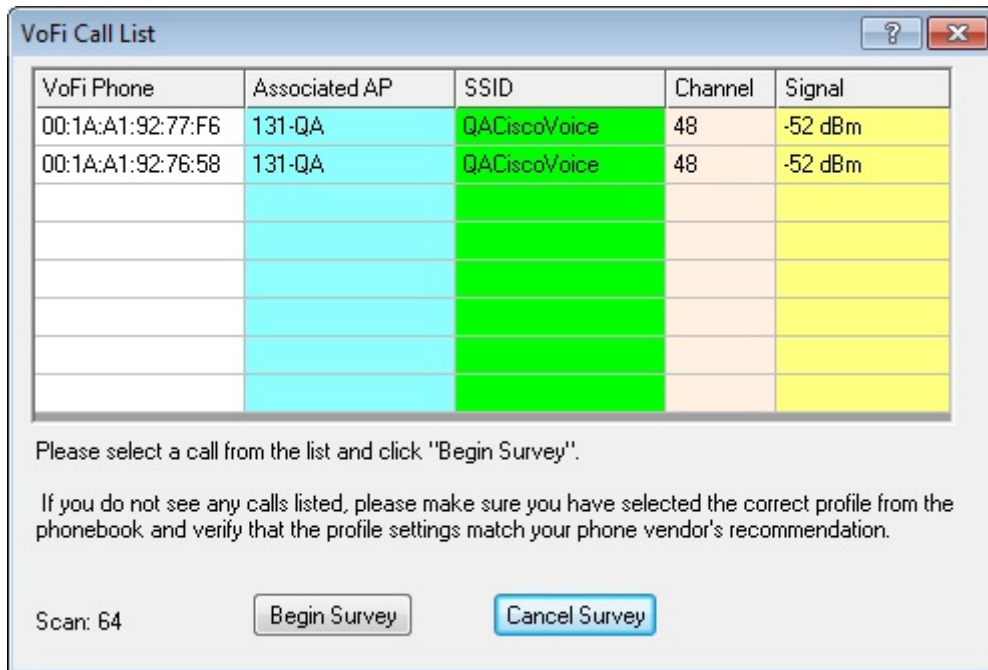 VoFi Call List
VoFi Phone Associated AP SSID Channel Signal
00:1A:A1:92:77:F6 131-QA QACiscoVoice 48 -52 dBm
00:1A:A1:92:76:58 131-QA QACiscoVoice 48 -52 dBm
Please select a call from the list and click "Begin Survey".
If you do not see any calls listed, please make sure you have selected the correct profile from the
phonebook and verify that the profile settings match your phone vendor's recommendation.
Scan: 64 Begin Survey Cancel Survey